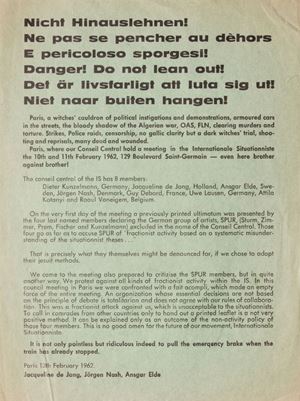 Nicht Hinauslehnen!
Ne pas se pencher au dèhors
E pericoloso sporgesi!
Danger! Do not lean out!
Det är livsfarligt att luta sig ut!
Niet naar buiten hangen!
Paris, a witches' cauldron of political instigations and demonstrations, armoured cars
in the streets, the bloody shadow of the Algerian war, OAS, FLN, clearing murders and
torture. Strikes, Police raids, censorship, no gallic clarity but a dark witches' trial, shoo-
ting and reprisals, many dead and wounded.
Paris, where our Conseil Central held a meeting in the Internationale Situationniste
the 10th and 11th February 1962, 129 Boulevard Saint-Germain — even here brother
against brother!
The conseil central of the IS has 8 members:
Dieter Kunzelmann, Germany, Jacqueline de Jong, Holland, Ansgar Elde, Swe-
den, Jörgen Nash, Denmark, Guy Debord, France, Uwe Lausen, Germany, Attila
Kotanyi and Raoul Vaneigem, Belgium.
On the very first day of the meeting a previously printed ultimatum was presented by
the four last named members declaring the German group of artists, SPUR, (Sturm, Zim-
mer, Prem, Fischer and Kunzelmann) excluded from the Conseil Central. Those
four go as far as to accuse SPUR of 'fractionist activity based on a systematic misunder-
standing of the situationnist theses . . .
That is precisely what they themselves might be denounced for, if we chose to adopt
their jesuit methods.
We came to the meeting also prepared to critisize the SPUR members, but in quite
another way. We protest against all kinds of fractionist activity within the IS. In this
council meeting in Paris we were confronted with a fait acompli, which made an empty
farce of the entire meeting. An organization whose essential decisions are not based
on the principle of debate is totalitarian and does not agree with our rules of collabora-
tion. This was a fractionist attack against us, which is unacceptable to the situationnists.
To call in comrades from other countries only to hand out a printed leaflet is a not very
positive method. It can be explained only as an outcome of the non-activity policy of
those four members. This is no good omen for the future of our movement, Internationale
Situationniste.
It is not only pointless but ridiculous indeed to pull the emergency brake when the
train has already stopped.
Paris 13th February 1962.
Jacqueline de Jong, Jörgen Nash, Ansgar Elde